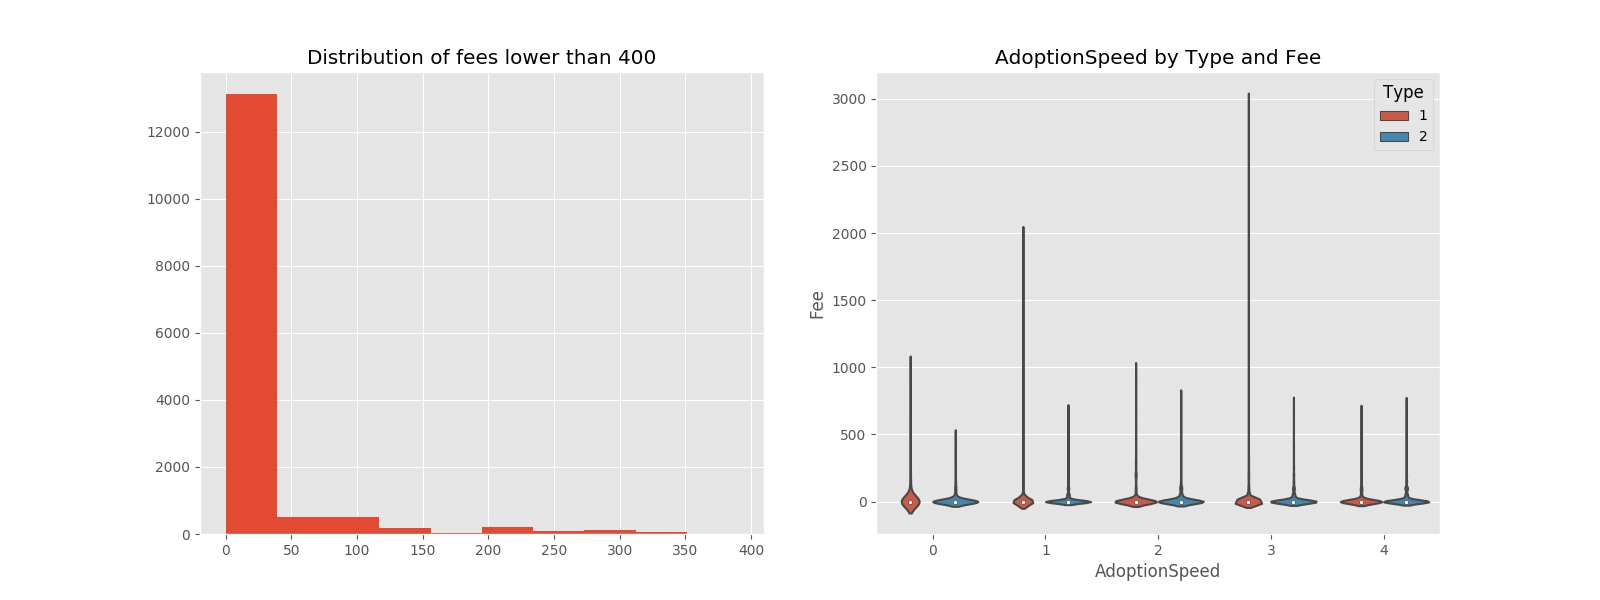 Distribution of fees lower than 400
12000
10000
8000
6000
4000
2000
0
0 50 100 150 200 250 300 350 400
AdoptionSpeed by Type and Fee
Type
1
2
3000
2500
2000
1500
1000
500
0
Fee
0 1 2 3 4
AdoptionSpeed